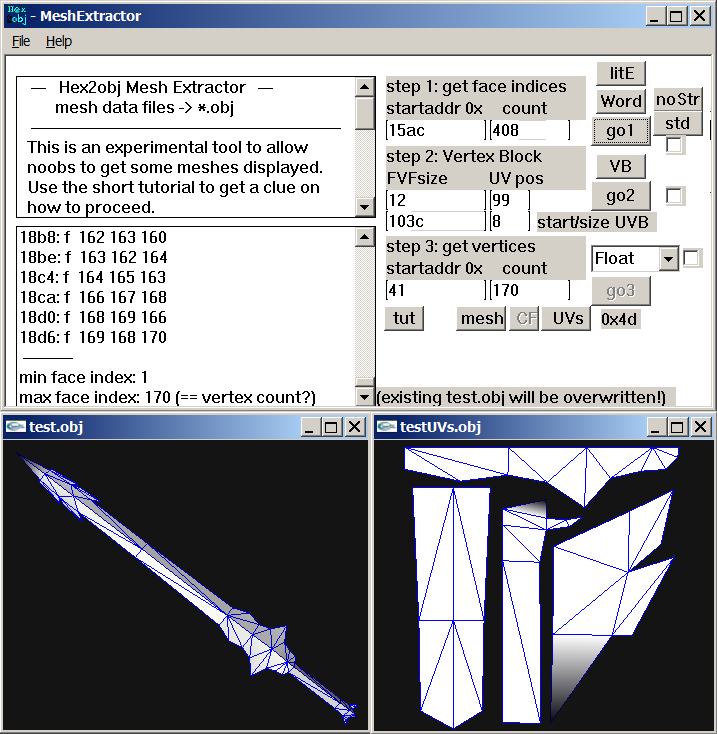 Hex
obj - MeshExtractor
File Help
— Hex2obj Mesh Extractor —
mesh data files -> *.obj
This is an experimental tool to allow
noobs to get some meshes displayed.
Use the short tutorial to get a clue on
how to proceed.
18b8: f 162 163 160
18be: f 163 162 164
18c4: f 164 165 163
18ca: f 166 167 168
18d0: f 168 169 166
18d6: f 169 168 170
min face index: 1
max face index: 170 (== vertex count?)
step 1: get face indices
startaddr 0x count
15ac 408
litE
Word noStr
go1 std
step 2: Vertex Block
FVFsize UV pos
12 99
103c 8 start/size UVB
VB
go2
step 3: get vertices
startaddr 0x count
41 170
Float
go3
tut mesh CF UVs 0x4d
(existing test.obj will be overwritten!)
test.obj
testUVs.obj